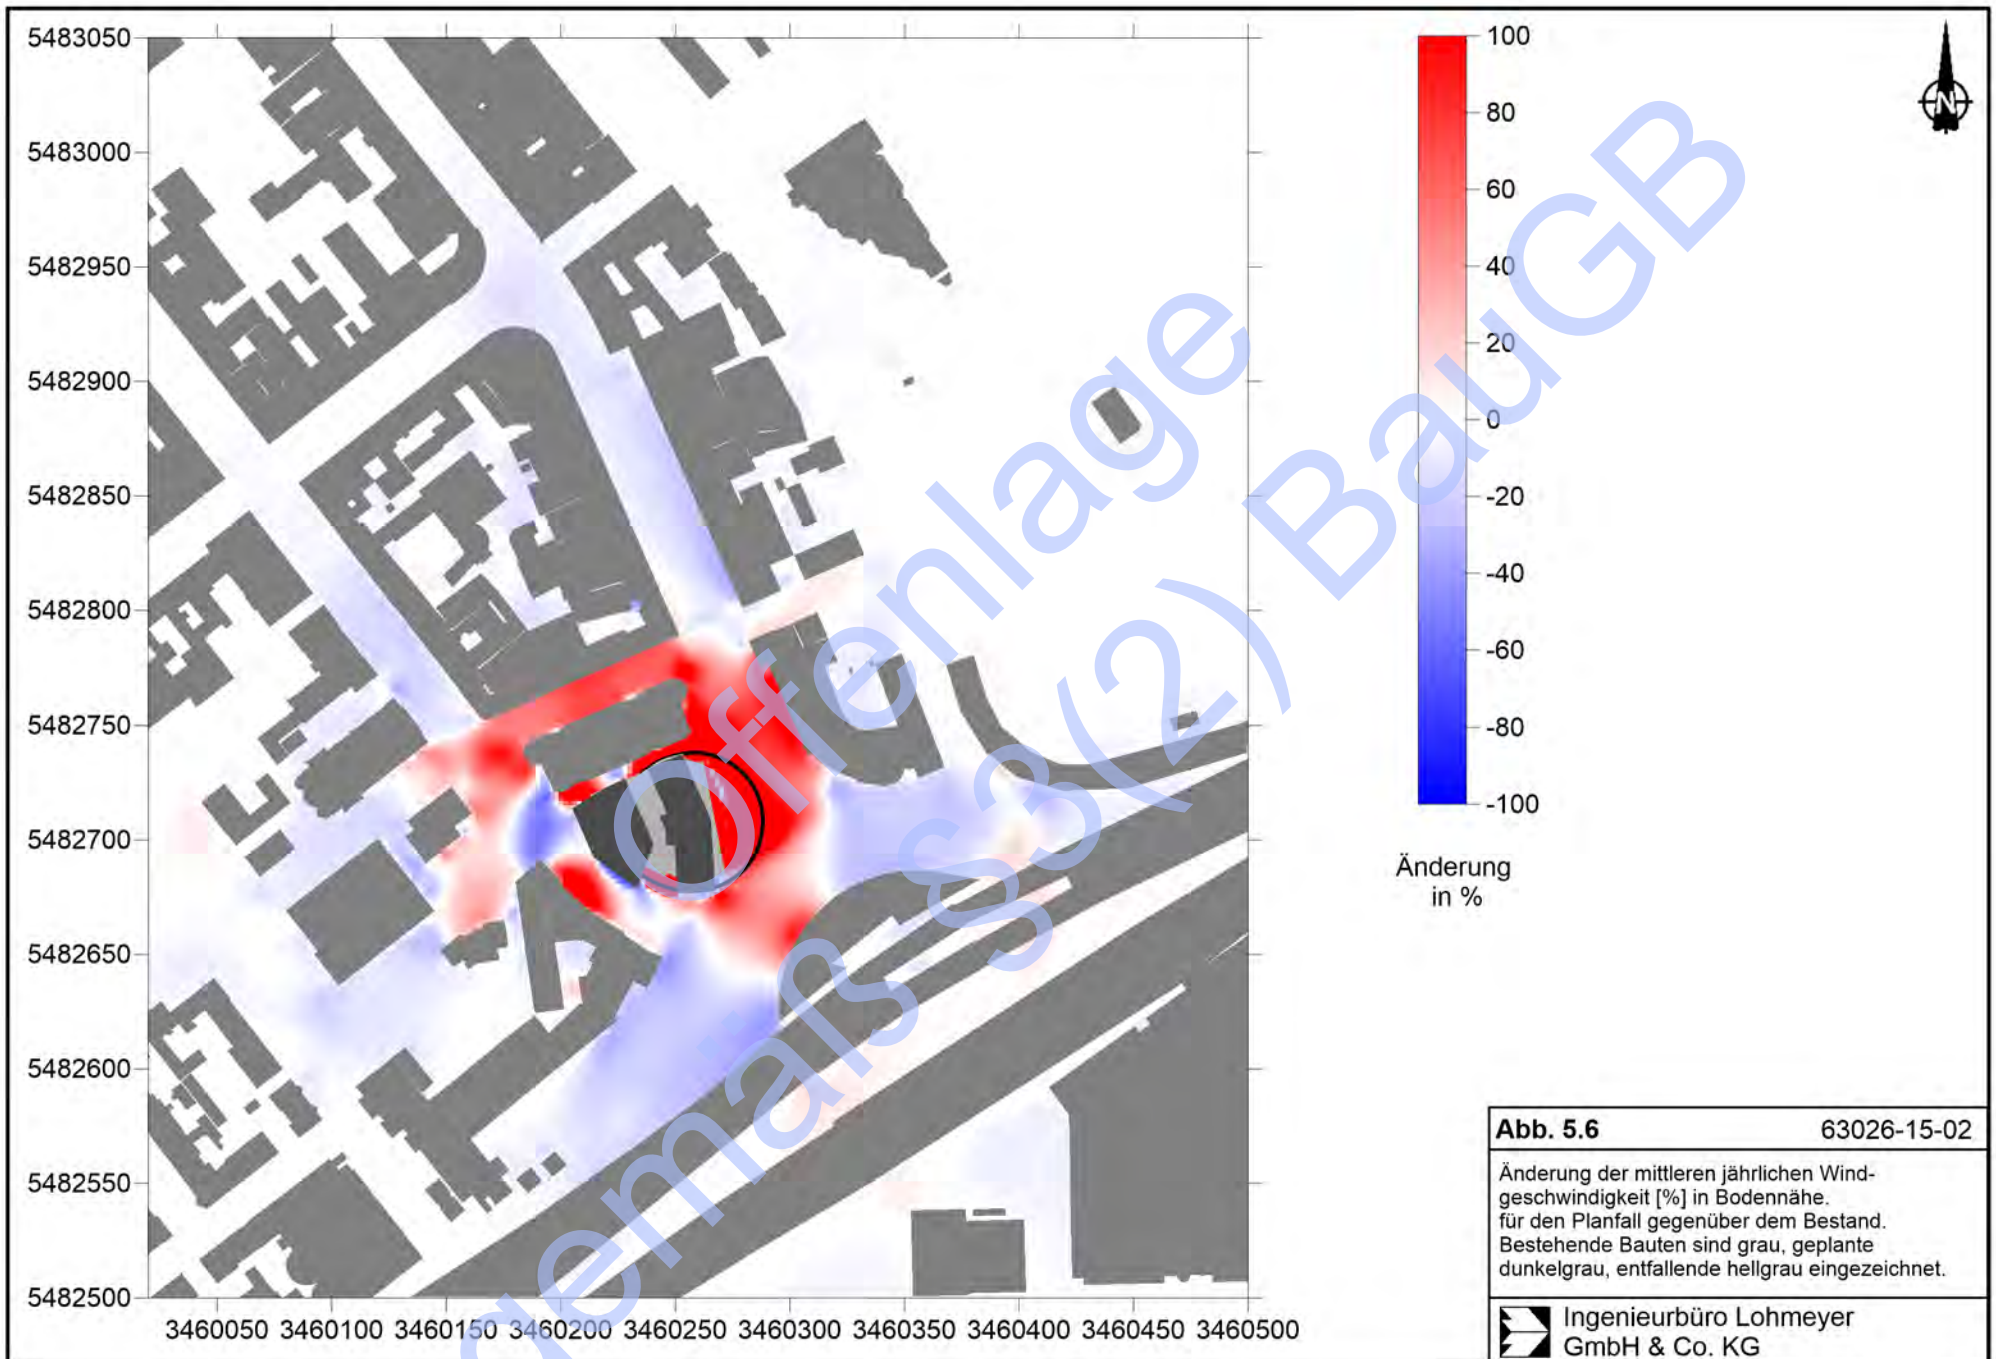 5483050
5483000
5482950
5482900
5482850
5482800
5482750
5482700
5482650
5482600
5482550
5482500
3460050 3460100 3460150 3460200 3460250 3460300 3460350 3460400 3460450 3460500
100
80
60
40
20
0
-20
-40
-60
-80
-100
Änderung
in %
N
Offenlage
gemäß §3(2) BauGB
Abb. 5.6 63026-15-02
Änderung der mittleren jährlichen Wind-
geschwindigkeit [%] in Bodennähe.
für den Planfall gegenüber dem Bestand.
Bestehende Bauten sind grau, geplante
dunkelgrau, entfallende hellgrau eingezeichnet.
Ingenieurbüro Lohmeyer
GmbH & Co. KG